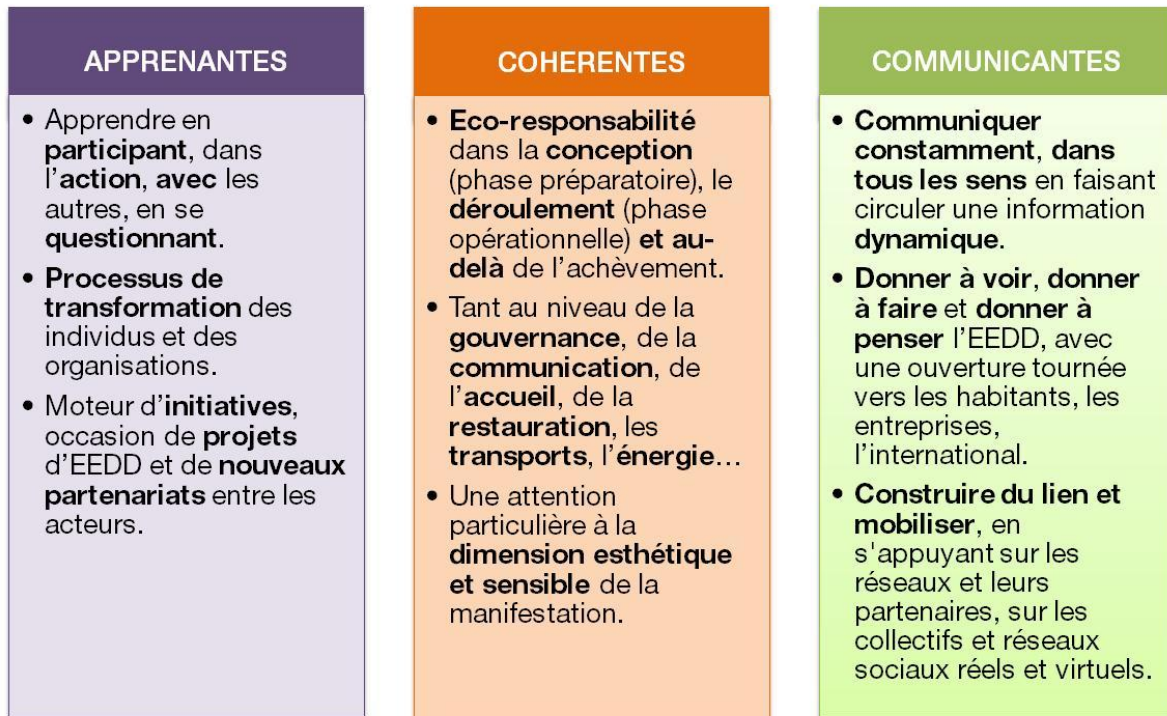 APPRENANTES
• Apprendre en
participant, dans
l'action, avec les
autres, en se
questionnant.
• Processus de
transformation des
individus et des
organisations.
• Moteur d'initiatives,
occasion de projets
d'EEDD et de nouveaux
partenariats entre les
acteurs.
COHERENTES
• Eco-responsabilité
dans la conception
(phase préparatoire), le
déroulement (phase
opérationnelle) et au-
delà de l'achèvement.
• Tant au niveau de la
gouvernance, de la
communication, de
l'accueil, de la
restauration, les
transports, l'énergie…
• Une attention
particulière à la
dimension esthétique
et sensible de la
manifestation.
COMMUNICANTES
• Communiquer
constamment, dans
tous les sens en faisant
circuler une information
dynamique.
• Donner à voir, donner
à faire et donner à
penser l'EEDD, avec
une ouverture tournée
vers les habitants, les
entreprises,
l'international.
• Construire du lien et
mobiliser, en
s'appuyant sur les
réseaux et leurs
partenaires, sur les
collectifs et réseaux
sociaux réels et virtuels.